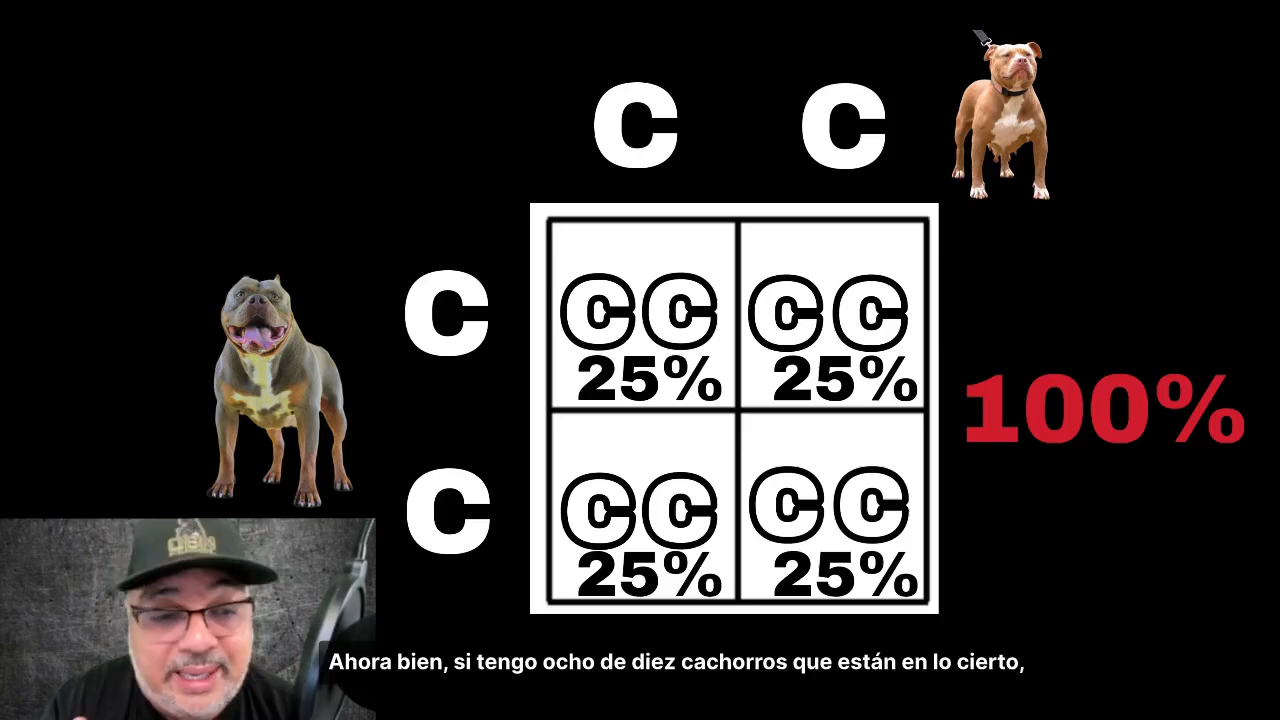 C C
C
CC CC
25% 25%
100%
C
CC CC
25% 25%
Ahora bien, si tengo ocho de diez cachorros que están en lo cierto,